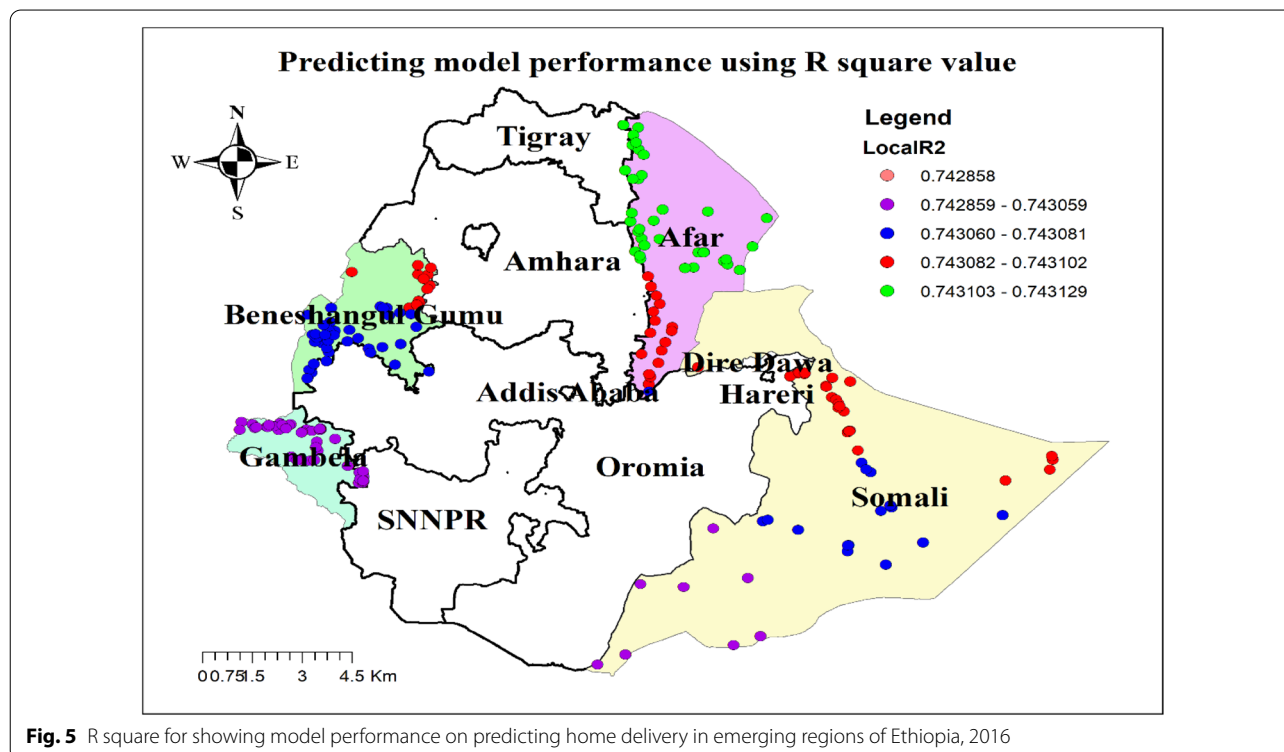 Predicting model performance using R square value
N
W E
S
Legend
LocalR2
0.742858
0.742859 - 0.743059
0.743060 - 0.743081
0.743082 - 0.743102
0.743103 - 0.743129
Tigray
Afar
Amhara
Beneshangul Gumu
Dire Dawa
Addis Ababa
Hareri
Gambela
Oromia
Somali
SNNPR
00.751.5 3 4.5 Km
Fig. 5 R square for showing model performance on predicting home delivery in emerging regions of Ethiopia, 2016